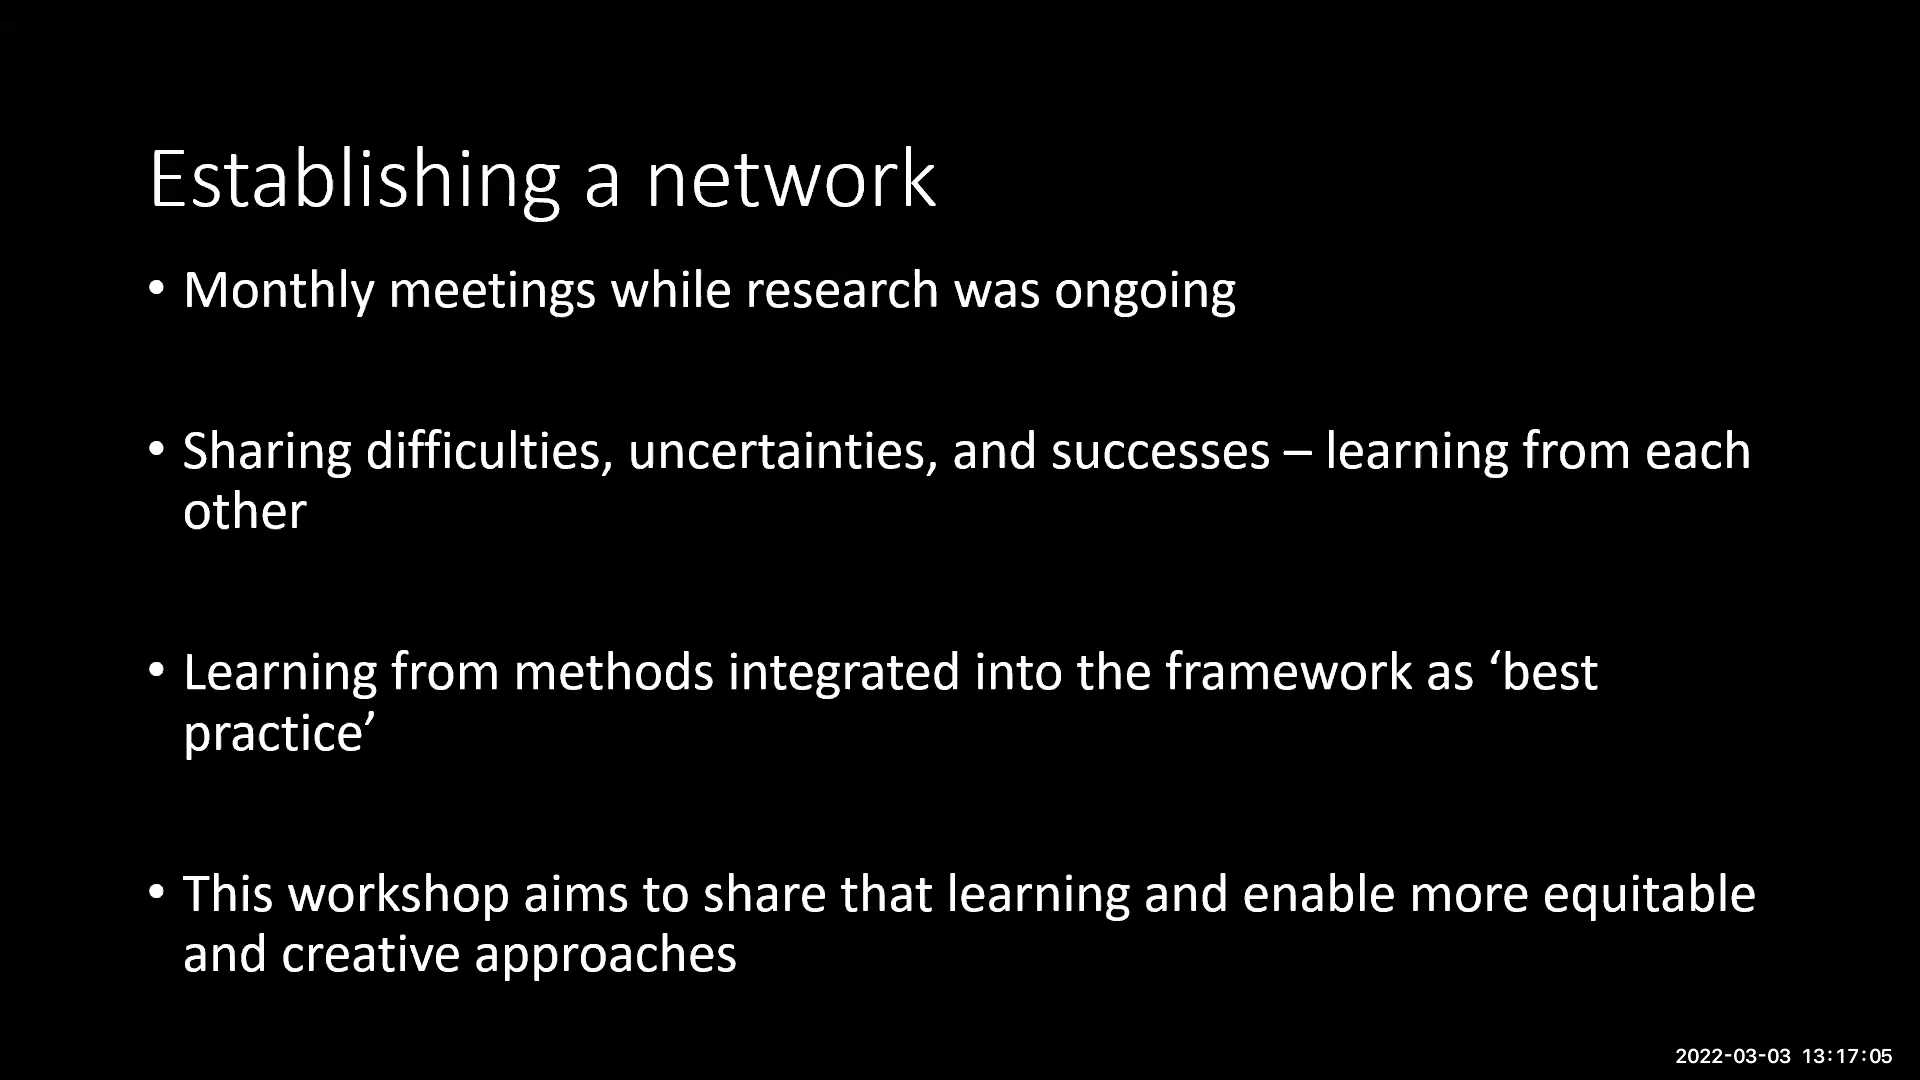 Establishing a network
• Monthly meetings while research was ongoing
• Sharing difficulties, uncertainties, and successes – learning from each
other
• Learning from methods integrated into the framework as ‘best
practice’
• This workshop aims to share that learning and enable more equitable
and creative approaches
2022-03-03 13:17:05